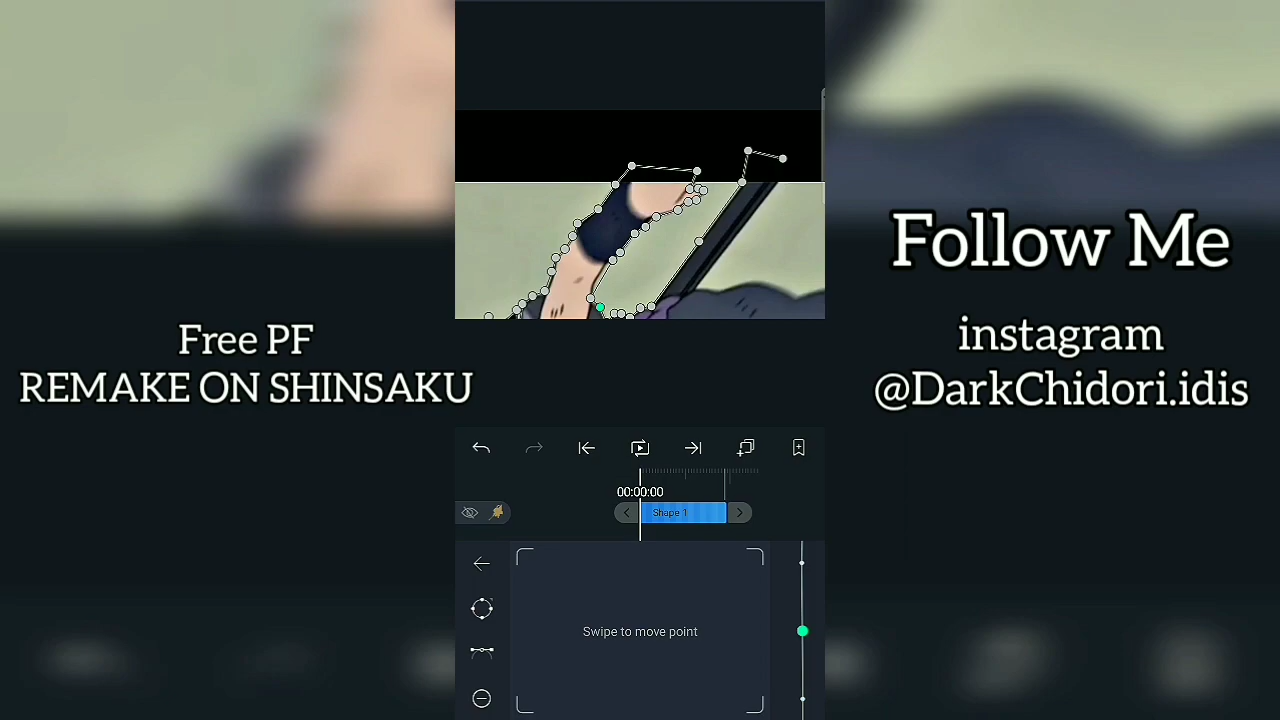 Free PF
REMAKE ON SHINSAKU
Follow Me
instagram
@DarkChidori.idis
00:00:00
Shape 1
Swipe to move point